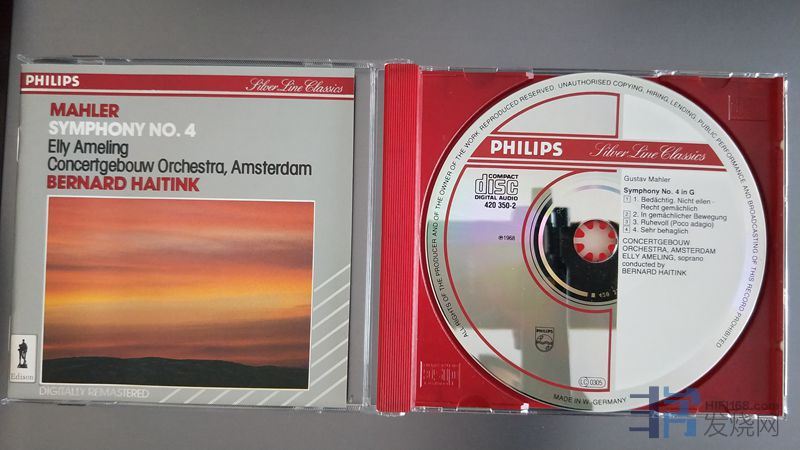 PHILIPS
Silver Line Classics
MAHLER
SYMPHONY NO. 4
Elly Ameling
Concertgebouw Orchestra, Amsterdam
BERNARD HAITINK
Edison
DIGITALLY REMASTERED
ALL RIGHTS OF THE PRODUCER AND OF THE OWNER OF THE WORK REPRODUCED RESERVED. UNAUTHORISED COPYING, HIRING, LENDING, PUBLIC PERFORMANCE AND BROADCASTING OF THIS RECORD PROHIBITED
PHILIPS
Silver Line Classics
COMPACT
disc
DIGITAL AUDIO
420 350-2
℗1968
Gustav Mahler
Symphony No. 4 in G
1 1. Bedächtig. Nicht eilen -
Recht gemächlich
2 2. In gemächlicher Bewegung
3 3. Ruhevoll (Poco adagio)
4 4. Sehr behaglich
CONCERTGEBOUW
ORCHESTRA, AMSTERDAM
ELLY AMELING, soprano
conducted by
BERNARD HAITINK
PHILIPS
LC 0305
MADE IN W.-GERMANY
HIFI168.com
发烧网